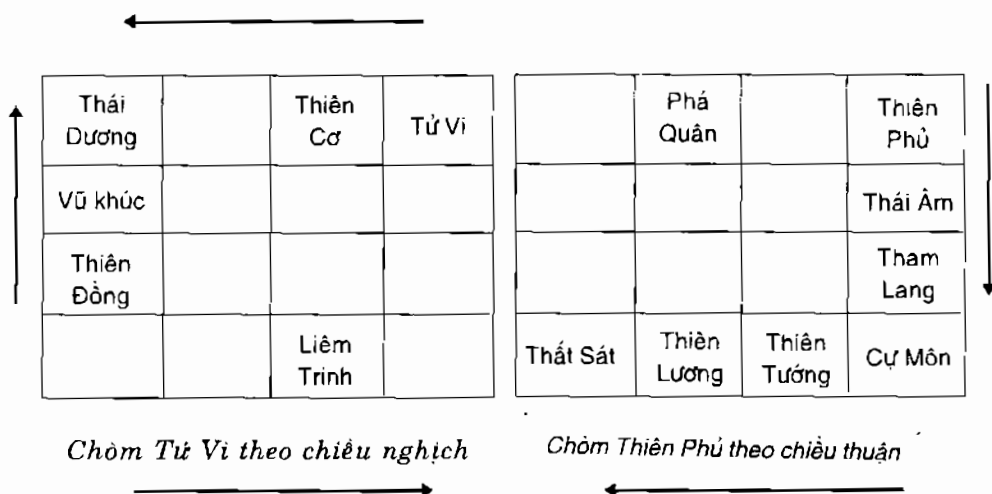 Thái
Dương
Thiên
Cơ
Tử Vi
Vũ khúc
Thiên
Đồng
Liêm
Trinh
Chòm Tử Vi theo chiều nghịch
Phá
Quân
Thiên
Phủ
Thái Âm
Tham
Lang
Thất Sát
Thiên
Lương
Thiên
Tướng
Cự Môn
Chòm Thiên Phủ theo chiều thuận